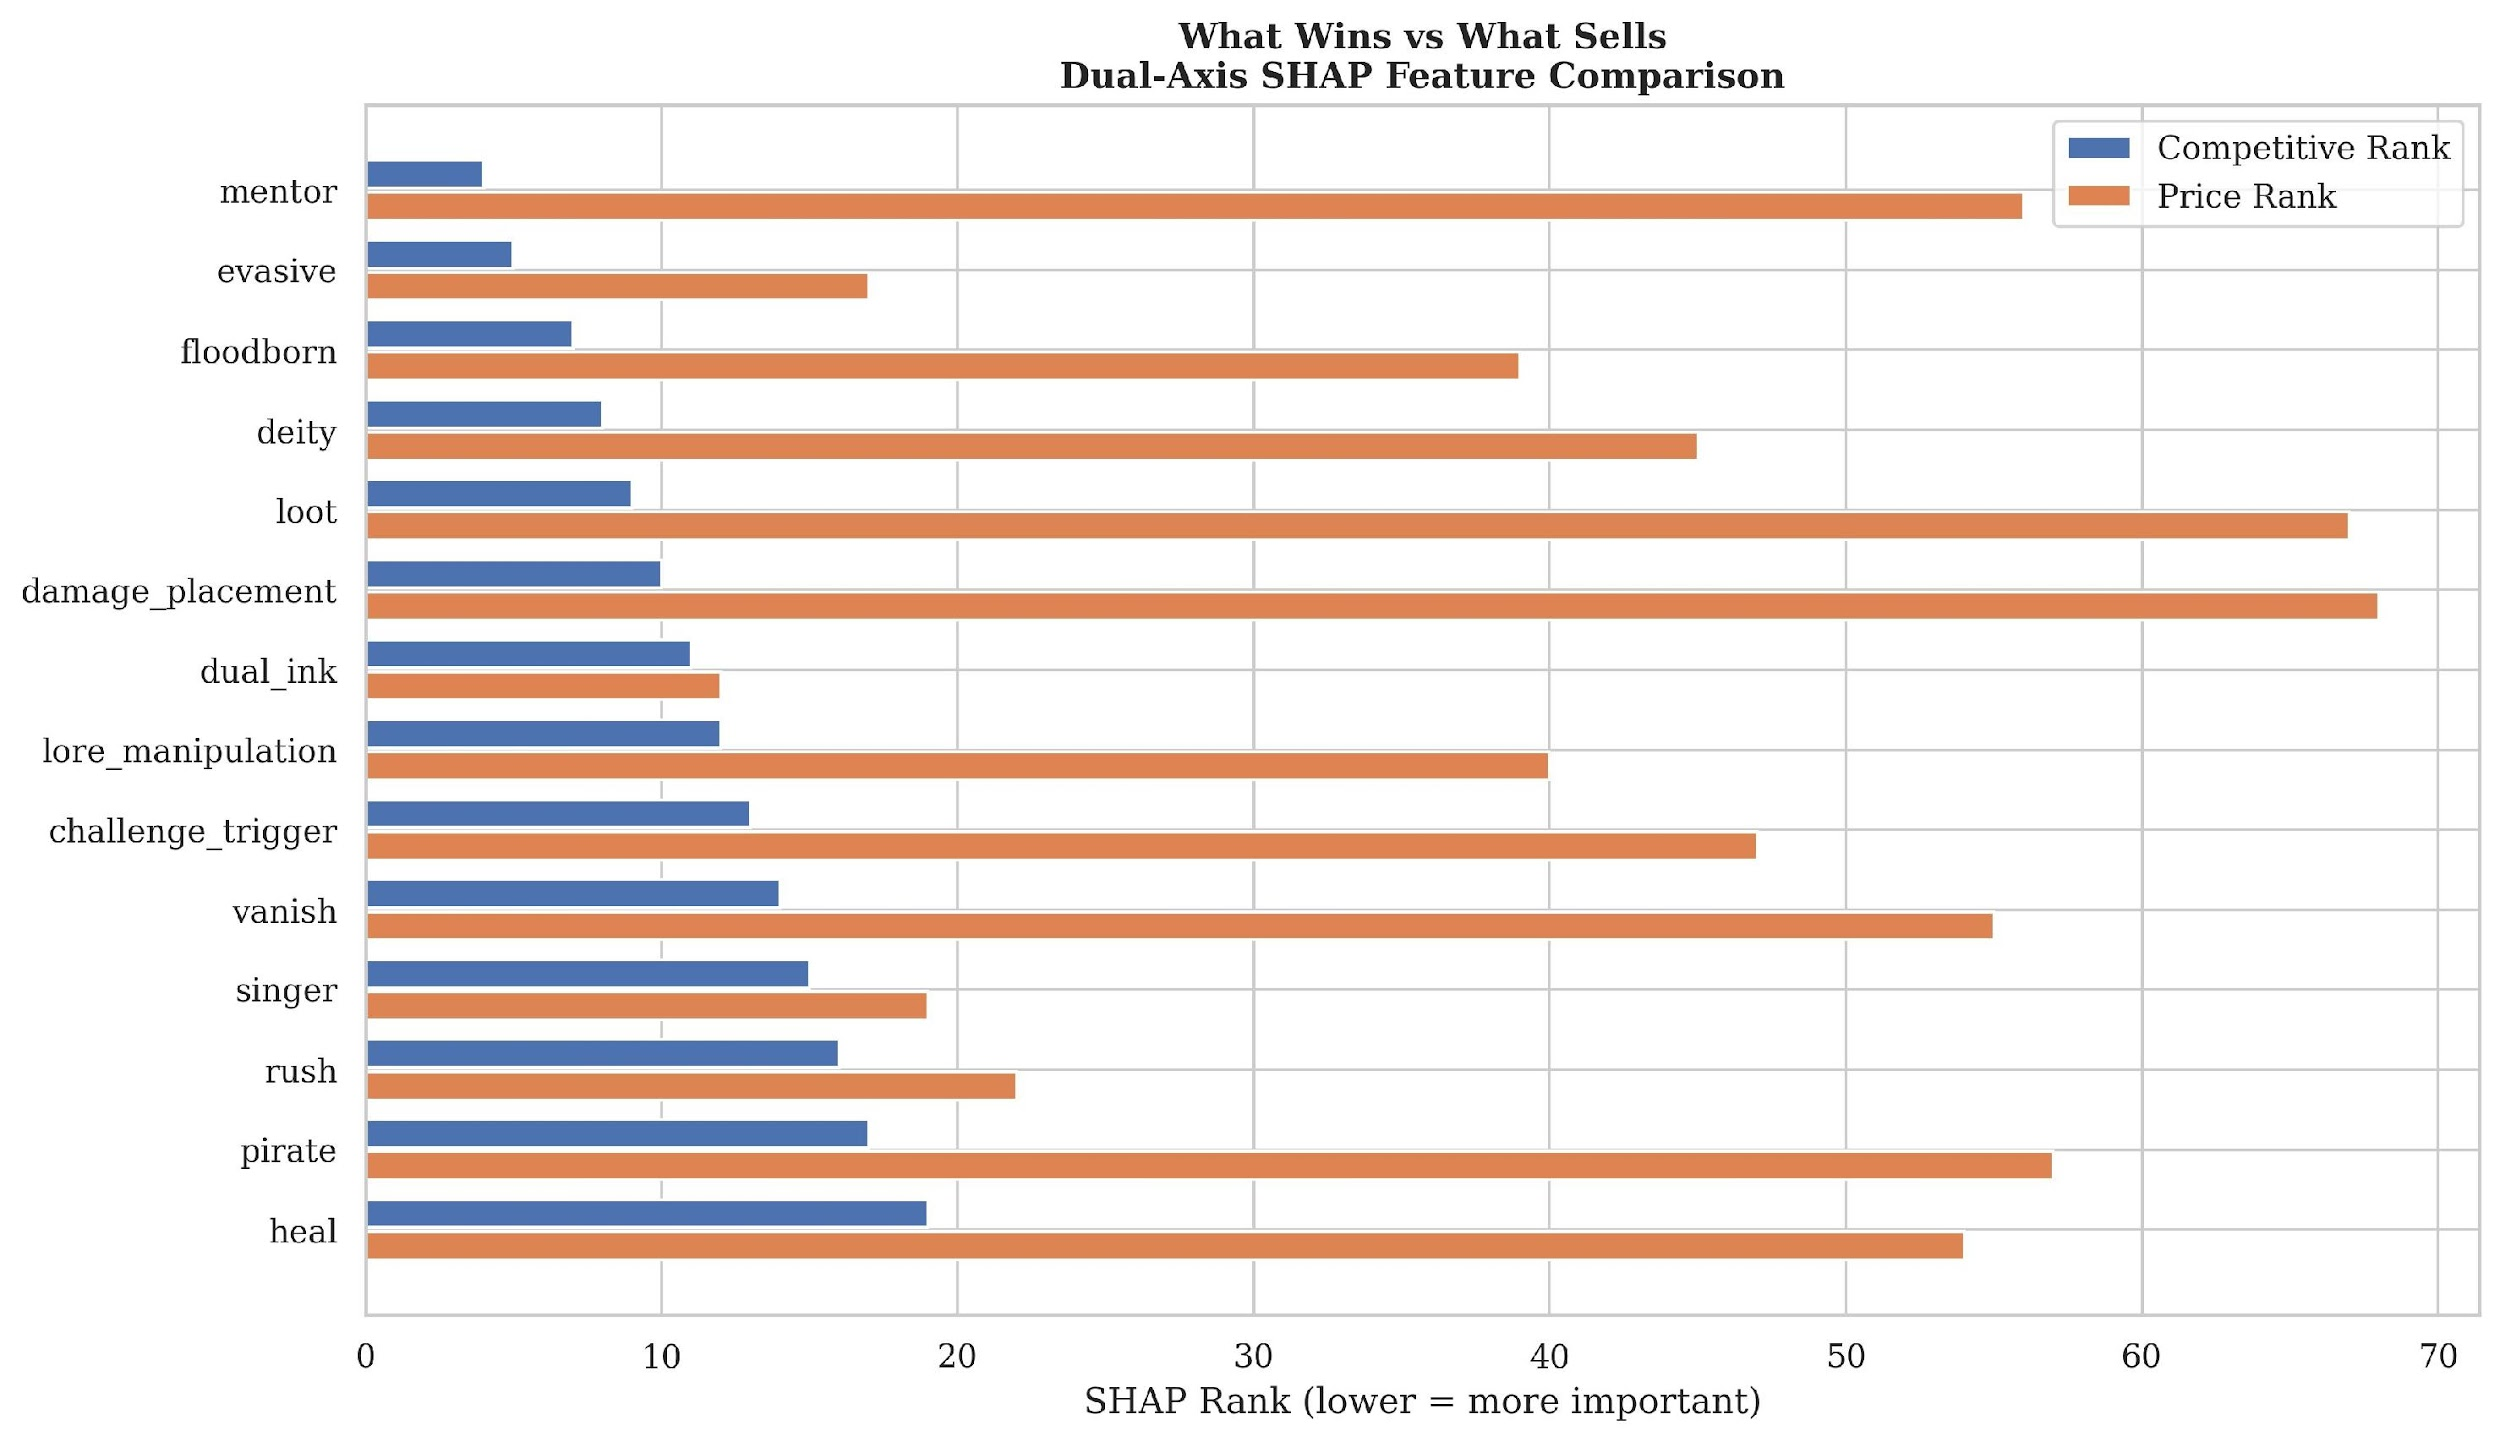 What Wins vs What Sells
Dual-Axis SHAP Feature Comparison
Competitive Rank
Price Rank
mentor
evasive
floodborn
deity
loot
damage_placement
dual_ink
lore_manipulation
challenge_trigger
vanish
singer
rush
pirate
heal
0 10 20 30 40 50 60 70
SHAP Rank (lower = more important)